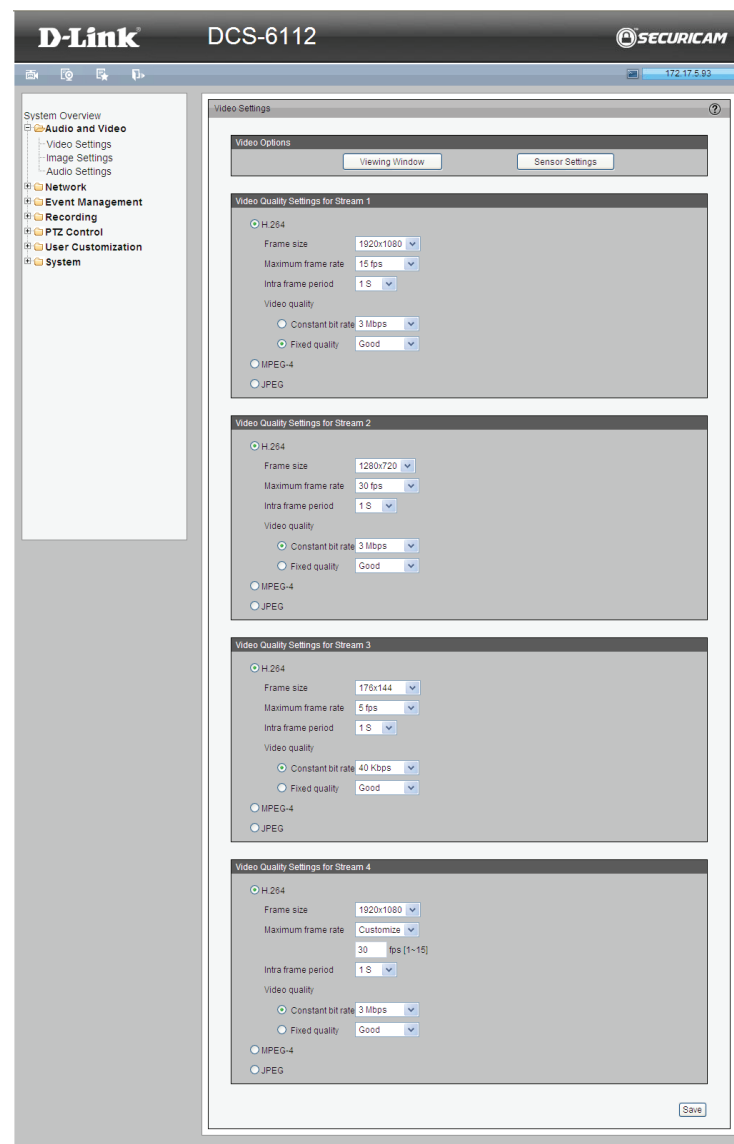 D-Link
DCS-6112
SECURICAM
172.17.5.93
System Overview
Audio and Video
Video Settings
Image Settings
Audio Settings
Network
Event Management
Recording
PTZ Control
User Customization
System
Video Settings
?
Video Options
Viewing Window Sensor Settings
Video Quality Settings for Stream 1
H.264
Frame size 1920x1080
Maximum frame rate 15 fps
Intra frame period 1 S
Video quality
Constant bit rate 3 Mbps
Fixed quality Good
MPEG-4
JPEG
Video Quality Settings for Stream 2
H.264
Frame size 1280x720
Maximum frame rate 30 fps
Intra frame period 1 S
Video quality
Constant bit rate 3 Mbps
Fixed quality Good
MPEG-4
JPEG
Video Quality Settings for Stream 3
H.264
Frame size 176x144
Maximum frame rate 5 fps
Intra frame period 1 S
Video quality
Constant bit rate 40 Kbps
Fixed quality Good
MPEG-4
JPEG
Video Quality Settings for Stream 4
H.264
Frame size 1920x1080
Maximum frame rate Customize
30 fps [1~15]
Intra frame period 1 S
Video quality
Constant bit rate 3 Mbps
Fixed quality Good
MPEG-4
JPEG
Save